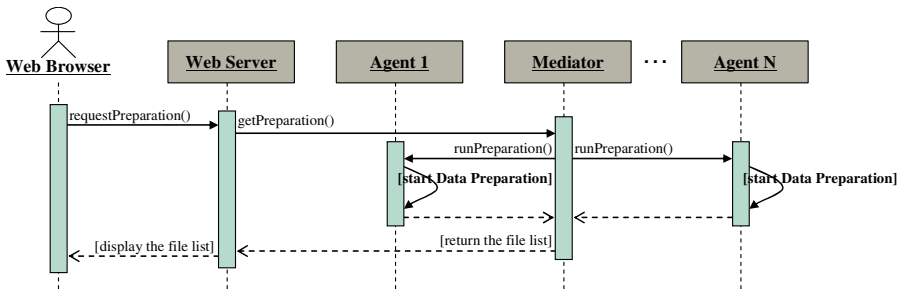 Web Browser
Web Server
Agent 1
Mediator
...
Agent N
requestPreparation()
getPreparation()
runPreparation()
runPreparation()
[start Data Preparation]
[start Data Preparation]
[display the file list]
[return the file list]